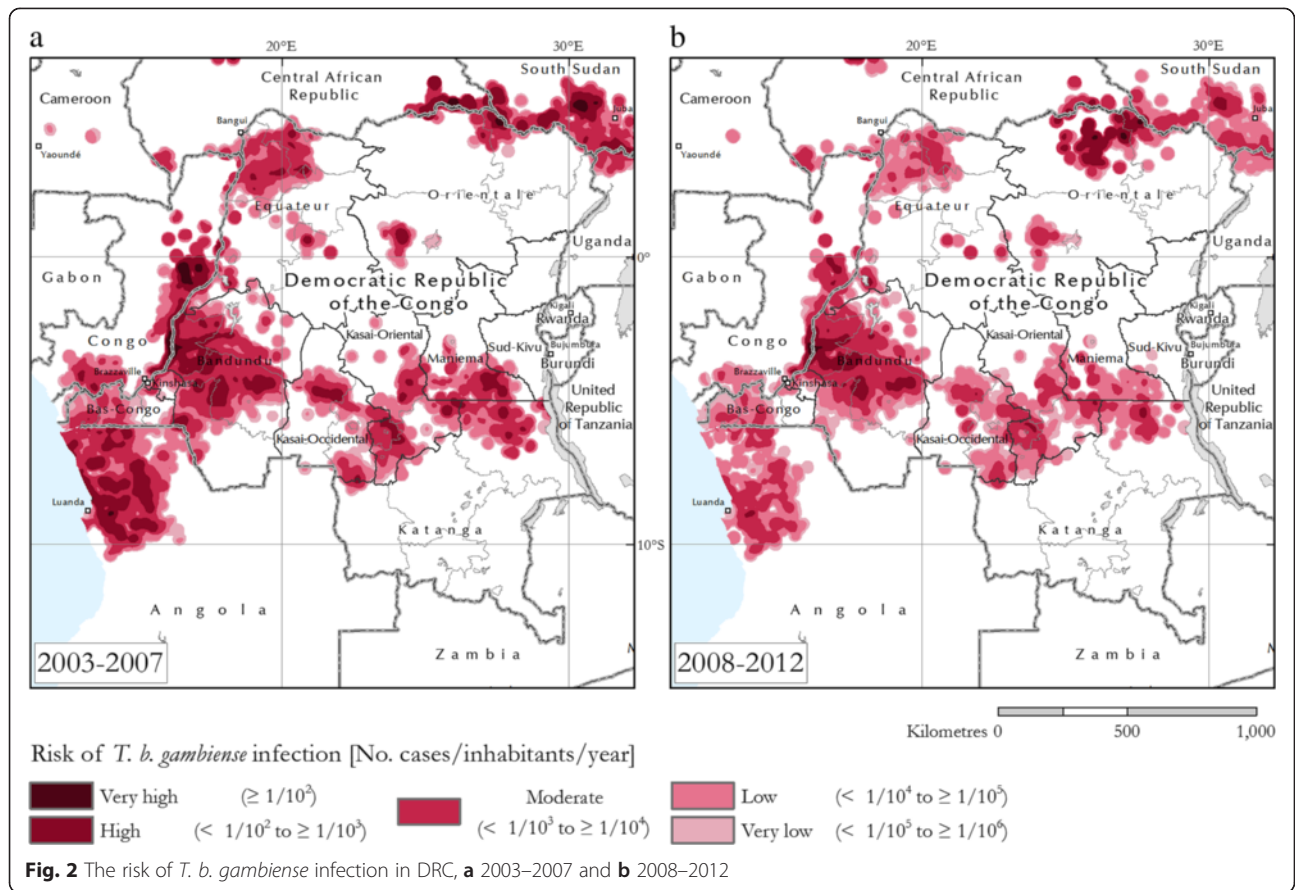 a
20°E
30°E
South Sudan
Central African
Republic
Cameroon
Bangui
Juba
Yaoundé
Orientale
Equateur
Uganda
0°
Gabon
Democratic Republic
of the Congo
Kigali
Rwanda
Congo
Kasai-Oriental
Sud-Kivu
Bujumbura
Maniema
Burundi
Bandundu
Brazzaville
Kinshasa
United
Republic
of Tanzania
Bas-Congo
Kasai-Occidental
Luanda
Katanga
10°S
Angola
Zambia
M
2003-2007
b
20°E
30°E
South Sudan
Central African
Republic
Cameroon
Bangui
Juba
Yaoundé
Orientale
Equateur
Uganda
0°
Gabon
Democratic Republic
of the Congo
Kigali
Rwanda
Congo
Kasai-Oriental
Sud-Kivu
Bujumbura
Maniema
Burundi
Bandundu
Brazzaville
Kinshasa
United
Republic
of Tanzania
Bas-Congo
Kasai-Occidental
Luanda
Katanga
Angola
Zambia
M
2008-2012
Kilometres 0 500 1,000
Risk of T. b. gambiense infection [No. cases/inhabitants/year]
Very high (≥ 1/10²)
High (< 1/10² to ≥ 1/10³)
Moderate
(< 1/10³ to ≥ 1/10⁴)
Low (< 1/10⁴ to ≥ 1/10⁵)
Very low (< 1/10⁵ to ≥ 1/10⁶)
Fig. 2 The risk of T. b. gambiense infection in DRC, a 2003–2007 and b 2008–2012